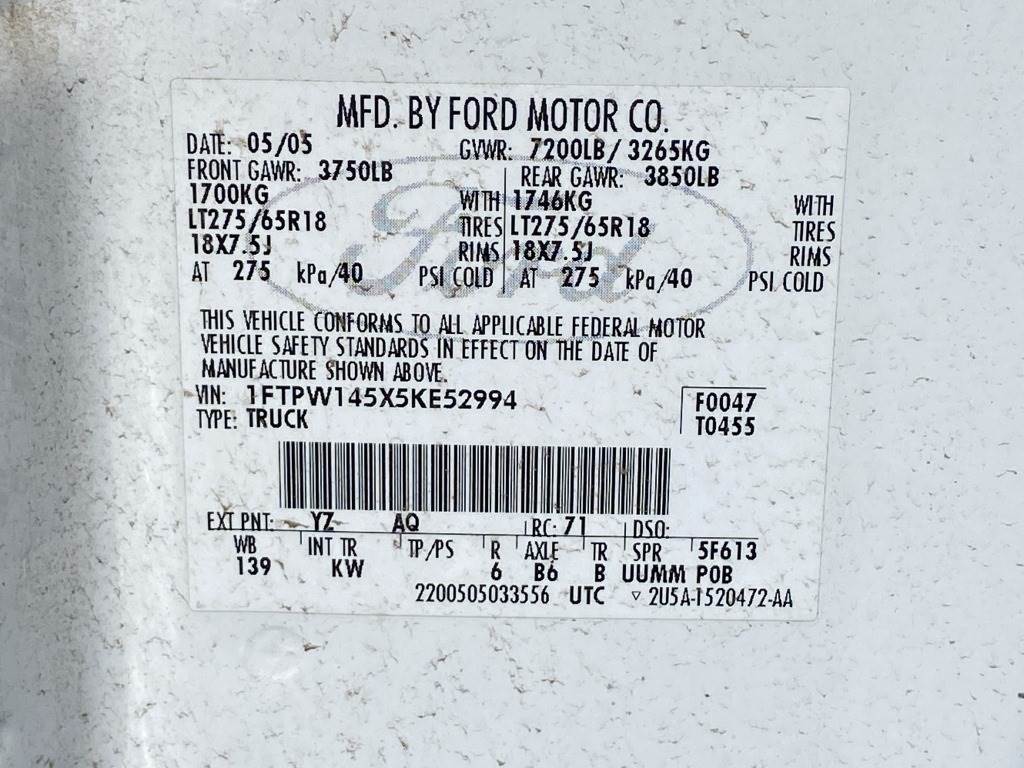 MFD. BY FORD MOTOR CO.
DATE: 05/05 GVWR: 7200LB/ 3265KG
FRONT GAWR: 3750LB REAR GAWR: 3850LB
1700KG WITH 1746KG WITH
LT275/65R18 TIRES LT275/65R18 TIRES
18X7.5J RIMS 18X7.5J RIMS
AT 275 kPa/40 PSI COLD AT 275 kPa/40 PSI COLD
Ford
THIS VEHICLE CONFORMS TO ALL APPLICABLE FEDERAL MOTOR
VEHICLE SAFETY STANDARDS IN EFFECT ON THE DATE OF
MANUFACTURE SHOWN ABOVE.
VIN: 1FTPW145X5KE52994 F0047
TYPE: TRUCK T0455
EXT PNT: YZ AQ RC: 71 DSO:
WB INT TR TP/PS R AXLE TR SPR 5F613
139 KW 6 B6 B UUMM POB
2200505033556 UTC ▽ 2U5A-1520472-AA